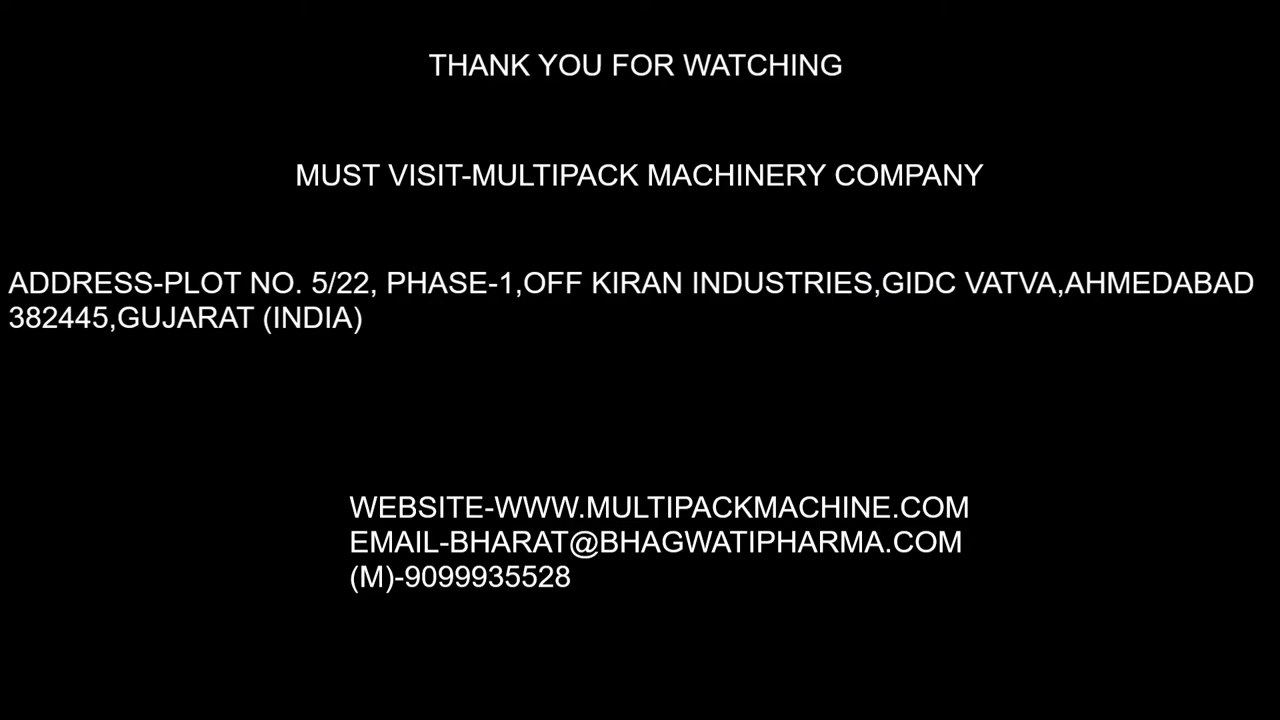 THANK YOU FOR WATCHING
MUST VISIT-MULTIPACK MACHINERY COMPANY
ADDRESS-PLOT NO. 5/22, PHASE-1,OFF KIRAN INDUSTRIES,GIDC VATVA,AHMEDABAD
382445,GUJARAT (INDIA)
WEBSITE-WWW.MULTIPACKMACHINE.COM
EMAIL-BHARAT@BHAGWATIPHARMA.COM
(M)-9099935528